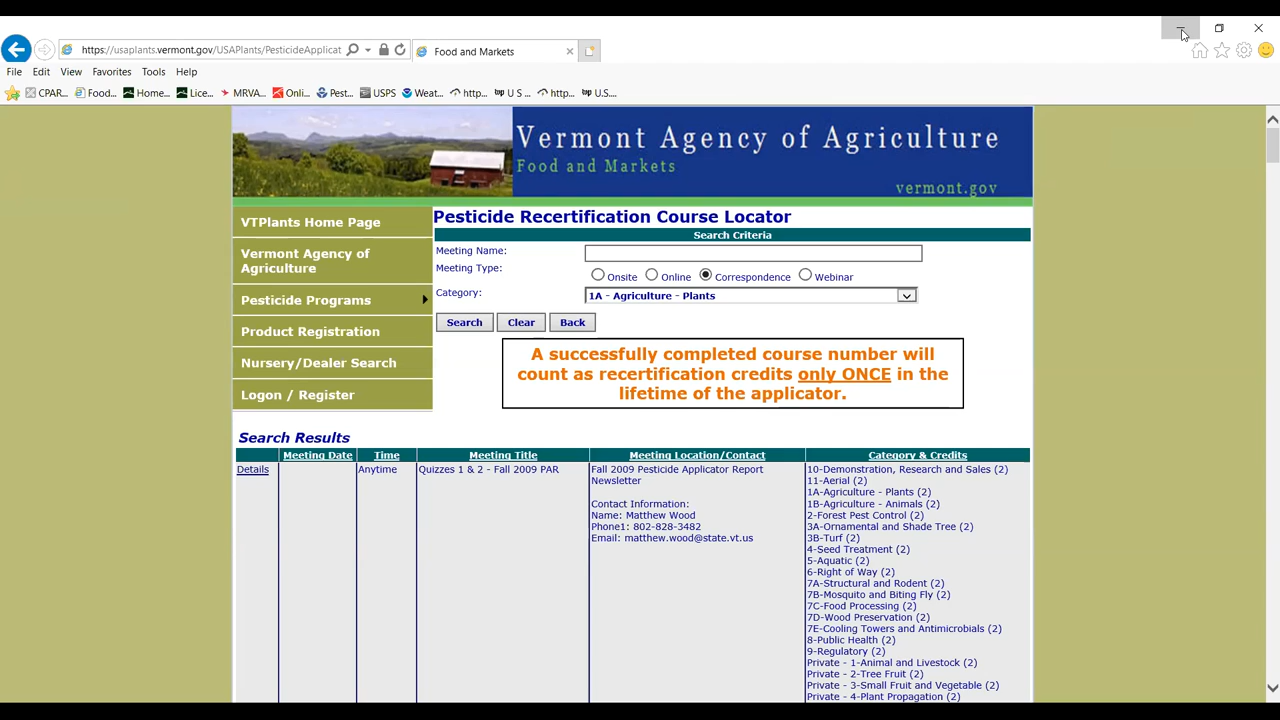 https://usaplants.vermont.gov/USAPlants/PesticideApplicat
Food and Markets
File Edit View Favorites Tools Help
CPAR... Food... Home... Lice... MRVA... Onli... Pest... USPS Weat... http... U S ... http... U.S....
Vermont Agency of Agriculture
Food and Markets
vermont.gov
VTPlants Home Page
Vermont Agency of
Agriculture
Pesticide Programs
Product Registration
Nursery/Dealer Search
Logon / Register
Pesticide Recertification Course Locator
Search Criteria
Meeting Name:
Meeting Type: Onsite Online Correspondence Webinar
Category: 1A - Agriculture - Plants
Search Clear Back
A successfully completed course number will
count as recertification credits only ONCE in the
lifetime of the applicator.
Search Results
Meeting Date Time Meeting Title Meeting Location/Contact Category & Credits
Details Anytime Quizzes 1 & 2 - Fall 2009 PAR
Fall 2009 Pesticide Applicator Report
Newsletter
Contact Information:
Name: Matthew Wood
Phone1: 802-828-3482
Email: matthew.wood@state.vt.us
10-Demonstration, Research and Sales (2)
11-Aerial (2)
1A-Agriculture - Plants (2)
1B-Agriculture - Animals (2)
2-Forest Pest Control (2)
3A-Ornamental and Shade Tree (2)
3B-Turf (2)
4-Seed Treatment (2)
5-Aquatic (2)
6-Right of Way (2)
7A-Structural and Rodent (2)
7B-Mosquito and Biting Fly (2)
7C-Food Processing (2)
7D-Wood Preservation (2)
7E-Cooling Towers and Antimicrobials (2)
8-Public Health (2)
9-Regulatory (2)
Private - 1-Animal and Livestock (2)
Private - 2-Tree Fruit (2)
Private - 3-Small Fruit and Vegetable (2)
Private - 4-Plant Propagation (2)